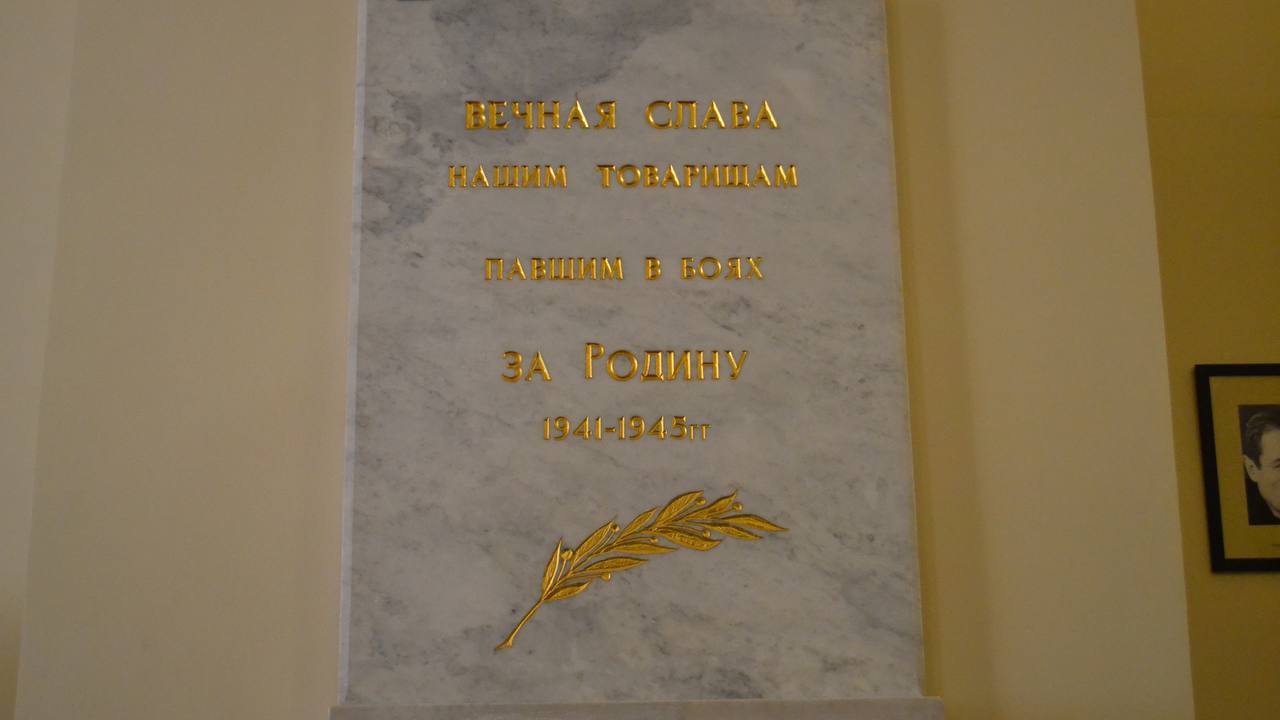 ВЕЧНАЯ СЛАВА
НАШИМ ТОВАРИЩАМ
ПАВШИМ В БОЯХ
ЗА РОДИНУ
1941-1945гг